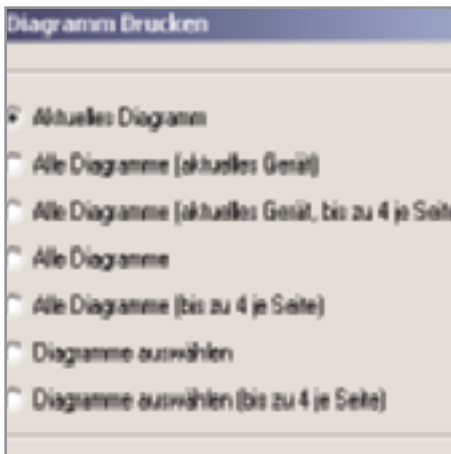 Diagramm Drucken
Aktuelles Diagramm
Alle Diagramme (aktuelles Gerät)
Alle Diagramme (aktuelles Gerät, bis zu 4 je Seite
Alle Diagramme
Alle Diagramme (bis zu 4 je Seite)
Diagramme auswählen
Diagramme auswählen (bis zu 4 je Seite)